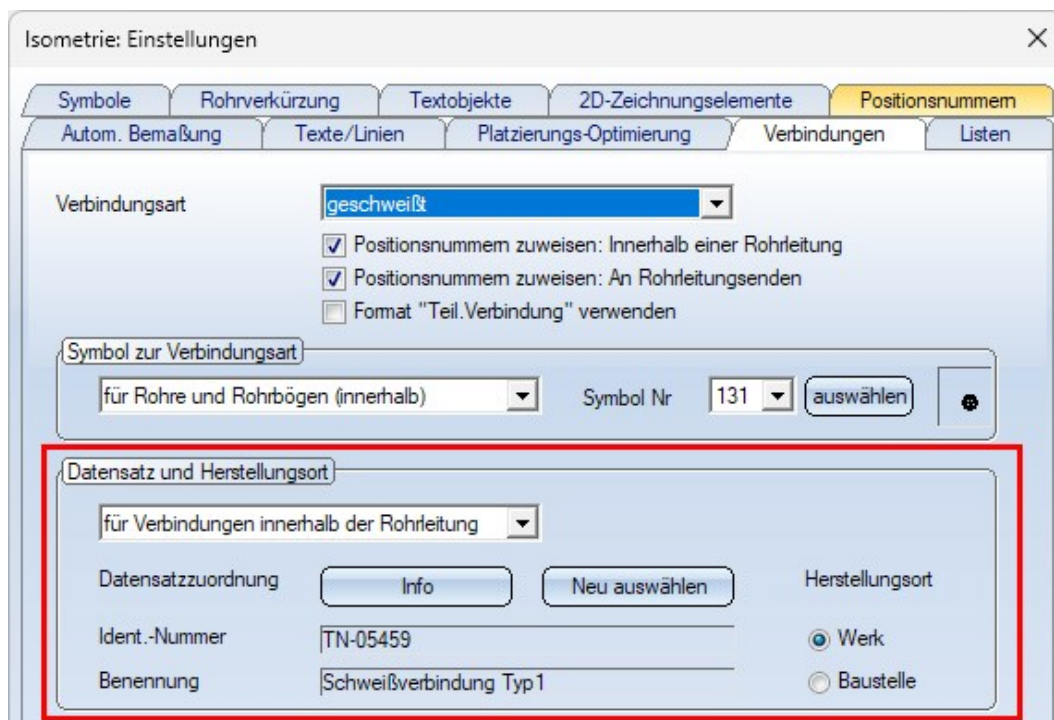 Isometrie: Einstellungen
Symbole Rohrverkürzung Textobjekte 2D-Zeichnungselemente Positionsnummern
Autom. Bemaßung Texte/Linien Platzierungs-Optimierung Verbindungen Listen
Verbindungsart geschweißt
Positionsnummern zuweisen: Innerhalb einer Rohrleitung
Positionsnummern zuweisen: An Rohrleitungsenden
Format "Teil.Verbindung" verwenden
Symbol zur Verbindungsart
für Rohre und Rohrbögen (innerhalb) Symbol Nr 131 auswählen
Datensatz und Herstellungsort
für Verbindungen innerhalb der Rohrleitung
Datensatzzuordnung Info Neu auswählen Herstellungsort
Ident.-Nummer TN-05459 Werk
Benennung Schweißverbindung Typ1 Baustelle